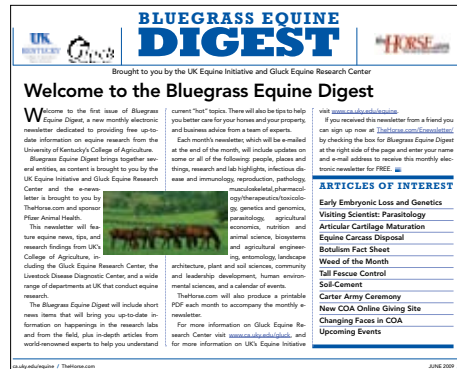 UK
KENTUCKY
Gluck
BLUEGRASS EQUINE
DIGEST
theHORSE.com
Brought to you by the UK Equine Initiative and Gluck Equine Research Center
Welcome to the Bluegrass Equine Digest
Welcome to the first issue of Bluegrass
Equine Digest, a new monthly electronic
newsletter dedicated to providing free up-to-
date information on equine research from the
University of Kentucky's College of Agriculture.
Bluegrass Equine Digest brings together sev-
eral entities, as content is brought to you by the
UK Equine Initiative and Gluck Equine Research
Center and the e-news-
letter is brought to you by
TheHorse.com and sponsor
Pfizer Animal Health.
This newsletter will fea-
ture equine news, tips, and
research findings from UK's
College of Agriculture, in-
cluding the Gluck Equine Research Center, the
Livestock Disease Diagnostic Center, and a wide
range of departments at UK that conduct equine
research.
The Bluegrass Equine Digest will include short
news items that will bring you up-to-date in-
formation on happenings in the research labs
and from the field, plus in-depth articles from
world-renowned experts to help you understand
current "hot" topics. There will also be tips to help
you better care for your horses and your property,
and business advice from a team of experts.
Each month's newsletter, which will be e-mailed
at the end of the month, will include updates on
some or all of the following: people, places and
things, research and lab highlights, infectious dis-
ease and immunology, reproduction, pathology,
musculoskeletal, pharmacol-
ogy/therapeutics/toxicolo-
gy, genetics and genomics,
parasitology, agricultural
economics, nutrition and
animal science, biosystems
and agricultural engineer-
ing, entomology, landscape
architecture, plant and soil sciences, community
and leadership development, human environ-
mental sciences, and a calendar of events.
TheHorse.com will also produce a printable
PDF each month to accompany the monthly e-
newsletter.
For more information on Gluck Equine Re-
search Center visit www.ca.uky.edu/gluck, and
for more information on UK's Equine Initiative
visit www.ca.uky.edu/equine.
If you received this newsletter from a friend you
can sign up now at TheHorse.com/Enewsletter/
by checking the box for Bluegrass Equine Digest
at the right side of the page and enter your name
and e-mail address to receive this monthly elec-
tronic newsletter for FREE.
ARTICLES OF INTEREST
Early Embryonic Loss and Genetics
Visiting Scientist: Parasitology
Articular Cartilage Maturation
Equine Carcass Disposal
Botulism Fact Sheet
Weed of the Month
Tall Fescue Control
Soil-Cement
Carter Army Ceremony
New COA Online Giving Site
Changing Faces in COA
Upcoming Events
ca.uky.edu/equine / TheHorse.com
JUNE 2009